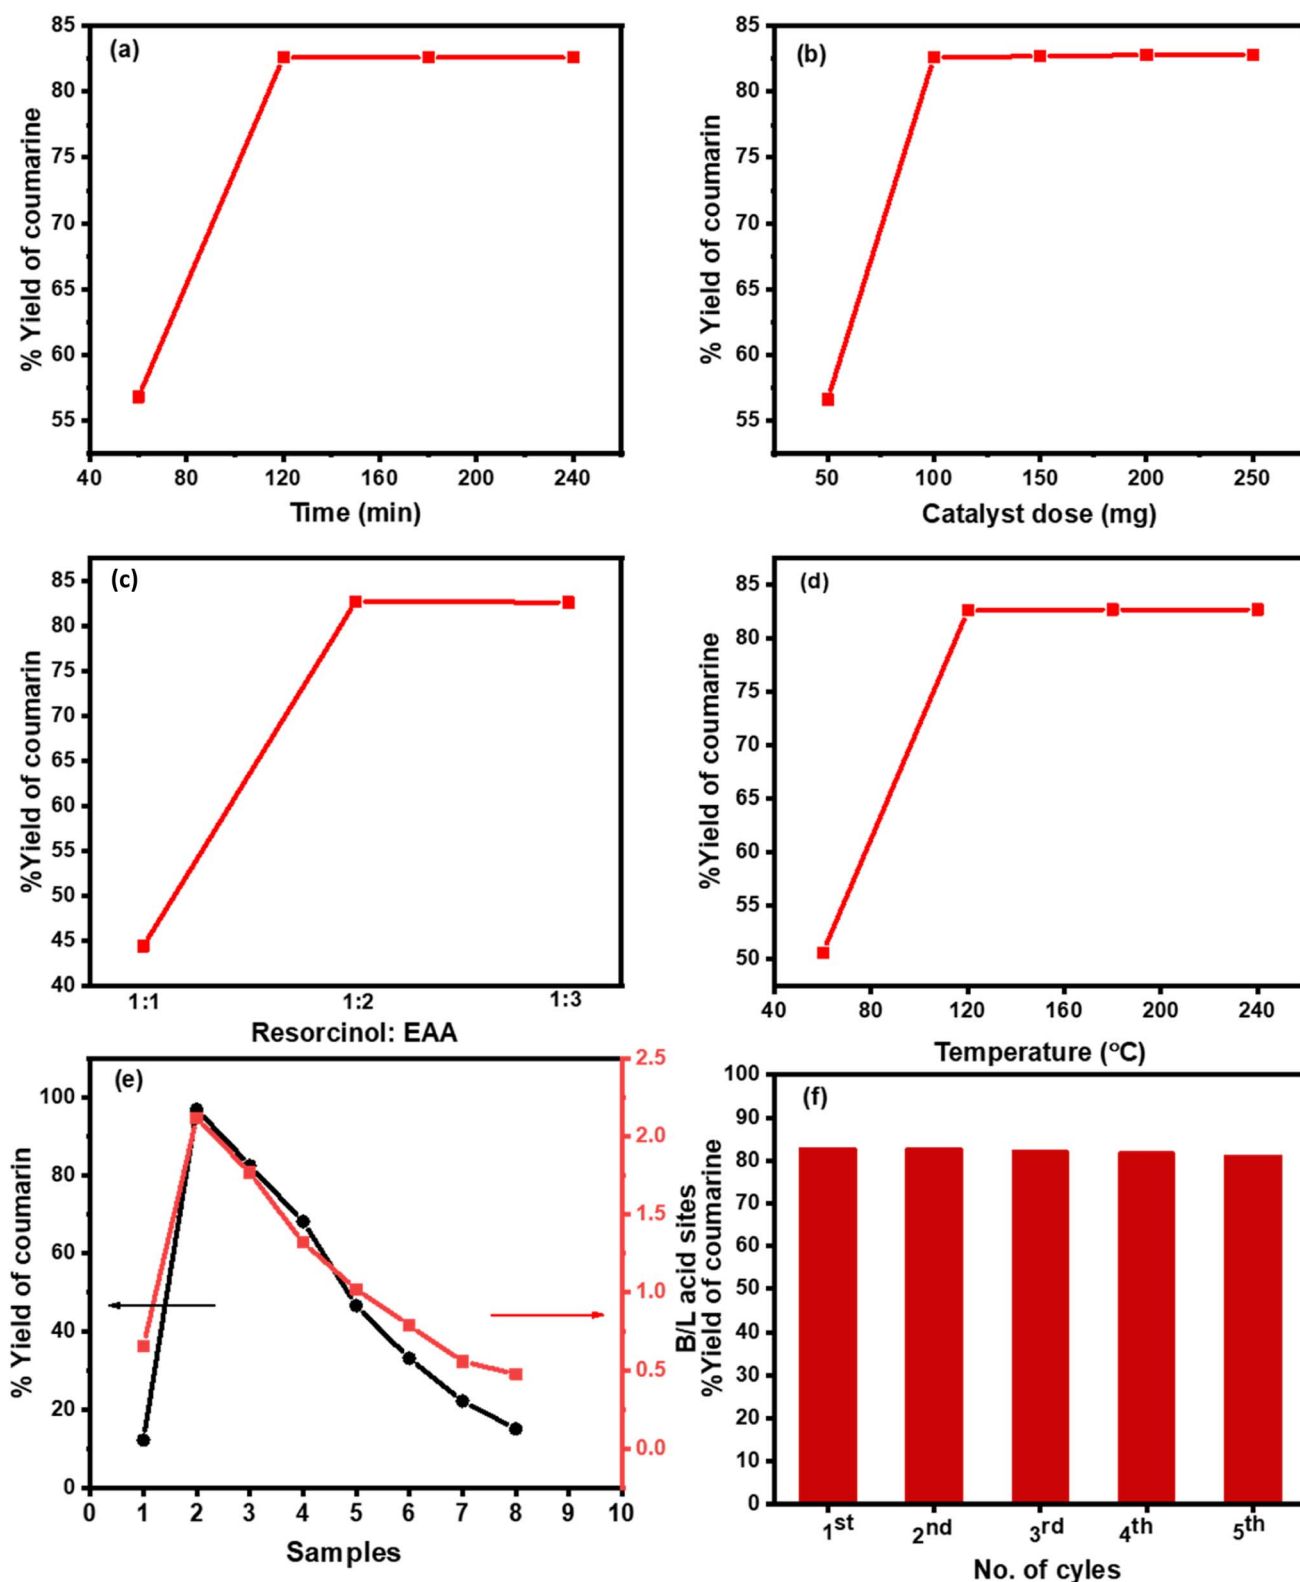 (a)
% Yield of coumarine
85
80
75
70
65
60
55
40 80 120 160 200 240
Time (min)
(b)
% Yield of coumarin
85
80
75
70
65
60
55
50 100 150 200 250
Catalyst dose (mg)
(c)
%Yield of coumarin
85
80
75
70
65
60
55
50
45
40
1:1 1:2 1:3
Resorcinol: EAA
(d)
%Yield of coumarine
85
80
75
70
65
60
55
50
40 80 120 160 200 240
Temperature (°C)
(e)
% Yield of coumarin
100
80
60
40
20
0
0 1 2 3 4 5 6 7 8 9 10
Samples
2.5
2.0
1.5
1.0
0.5
0.0
B/L acid sites
(f)
%Yield of coumarine
100
90
80
70
60
50
40
30
20
10
0
1st 2nd 3rd 4th 5th
No. of cyles